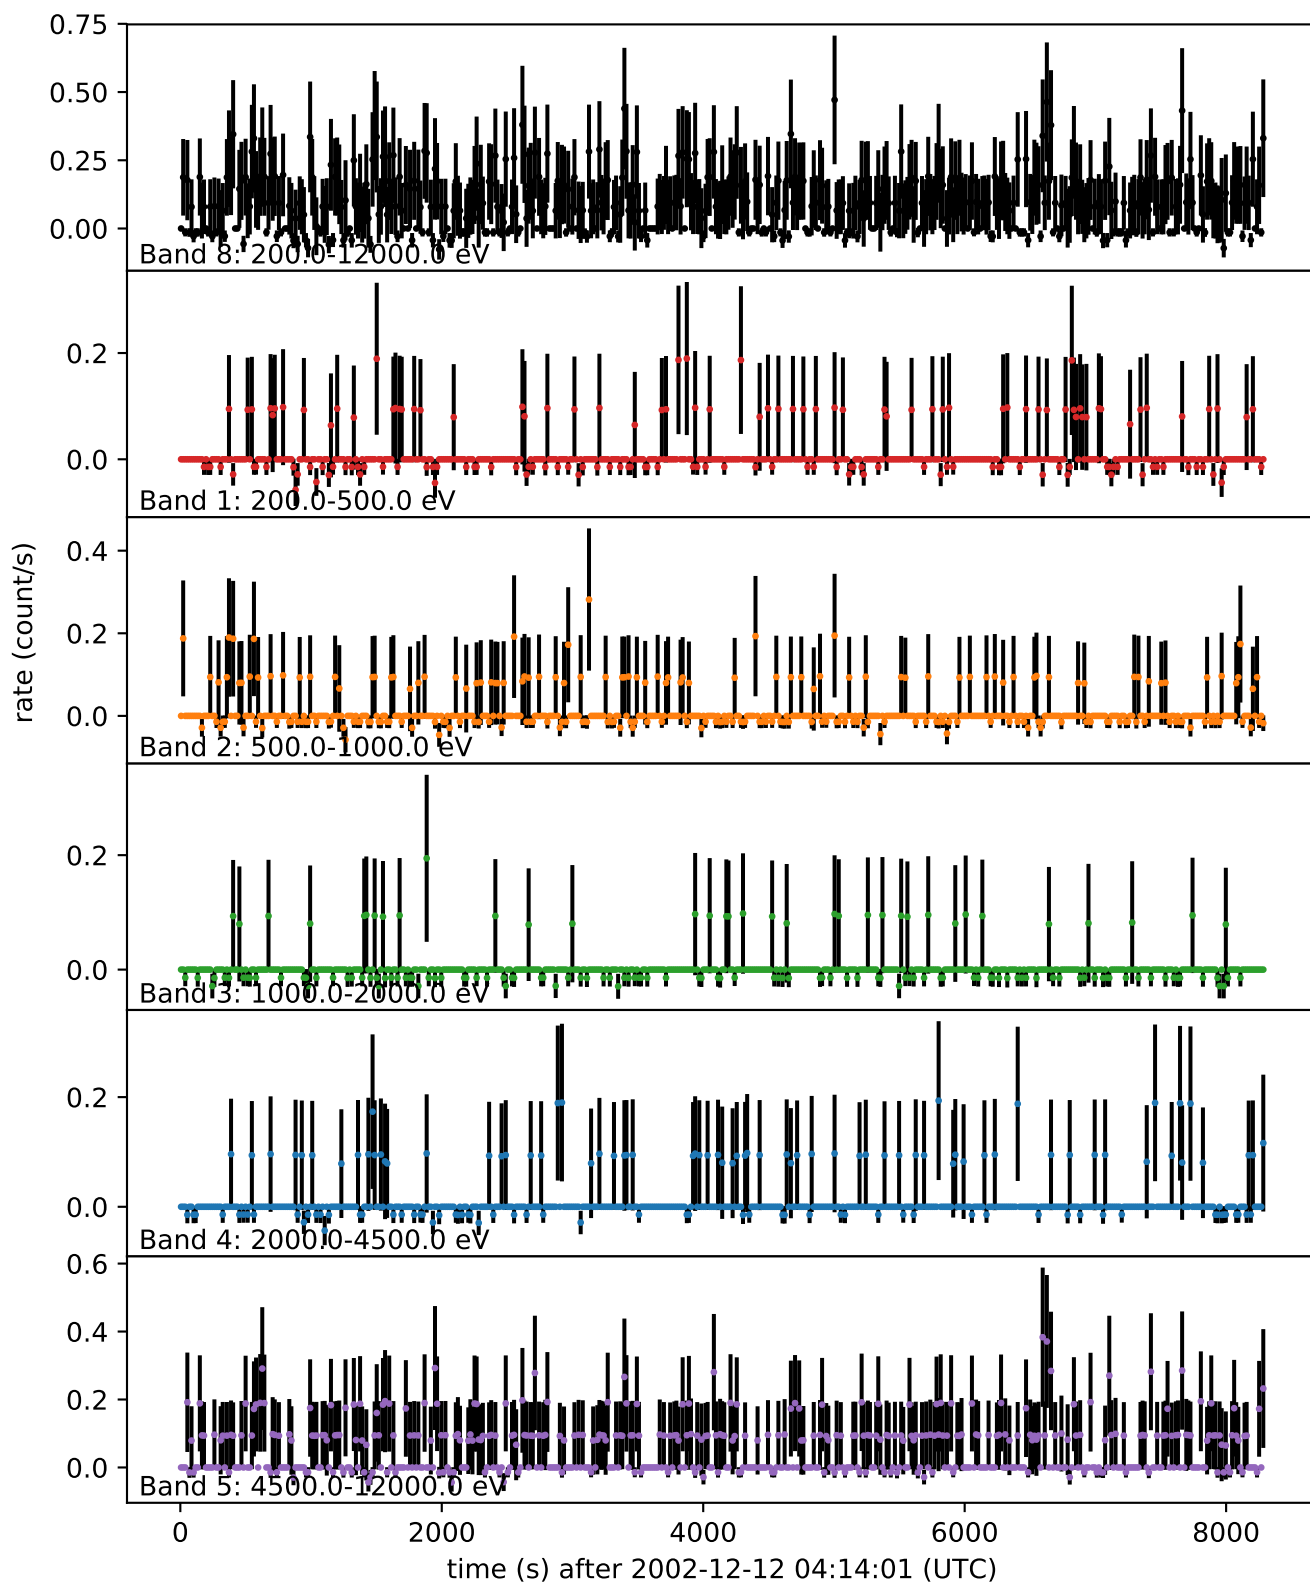 0.75
0.50
0.25
0.00
Band 8: 200.0-12000.0 eV
0.2
0.0
Band 1: 200.0-500.0 eV
0.4
0.2
0.0
Band 2: 500.0-1000.0 eV
rate (count/s)
0.2
0.0
Band 3: 1000.0-2000.0 eV
0.2
0.0
Band 4: 2000.0-4500.0 eV
0.6
0.4
0.2
0.0
Band 5: 4500.0-12000.0 eV
0 2000 4000 6000 8000
time (s) after 2002-12-12 04:14:01 (UTC)